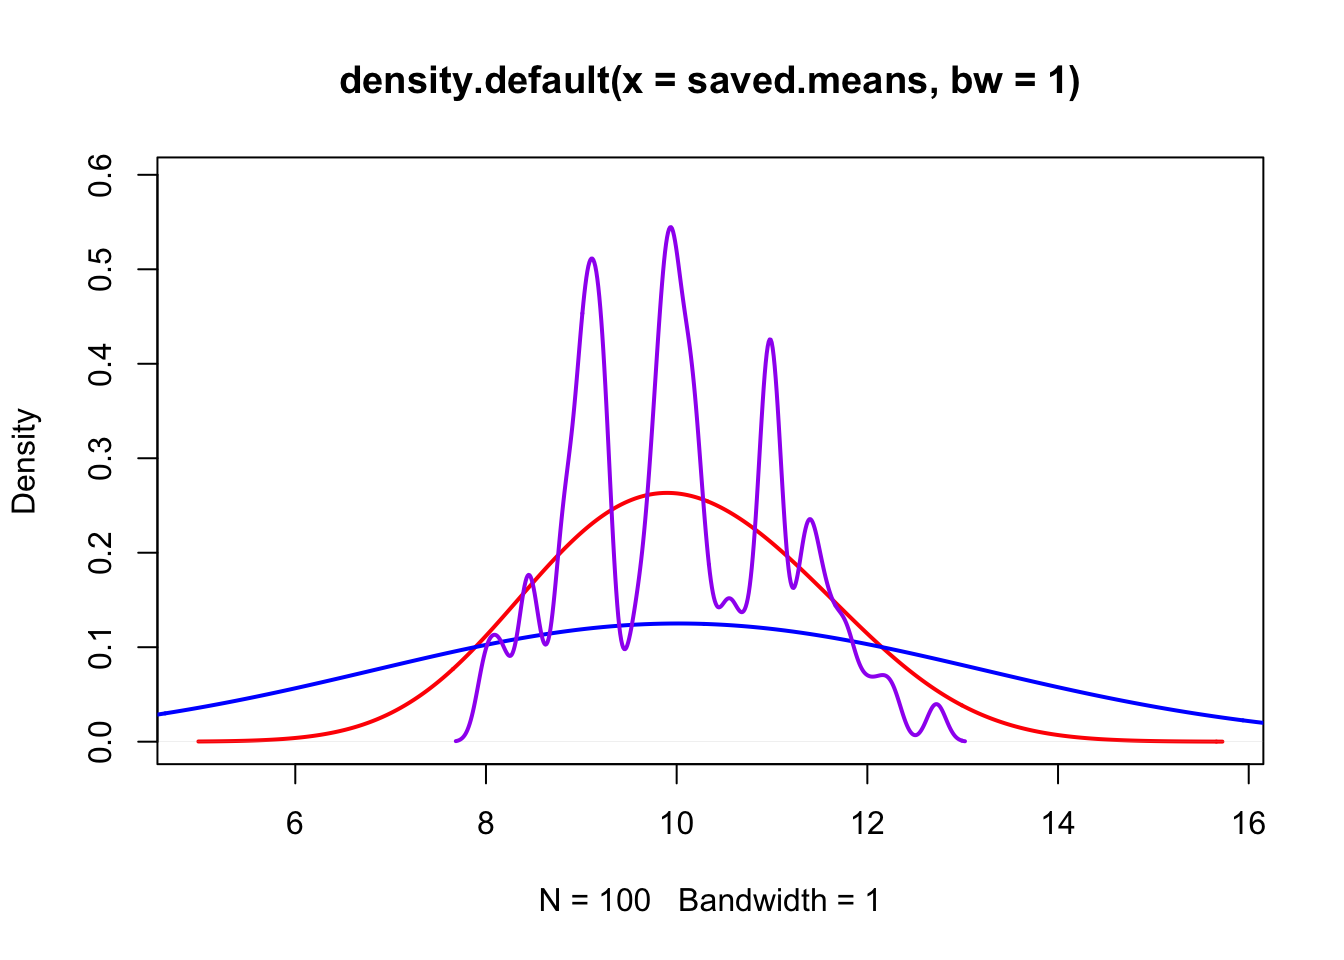 density.default(x = saved.means, bw = 1)
Density
0.6
0.5
0.4
0.3
0.2
0.1
0.0
6 8 10 12 14 16
N = 100 Bandwidth = 1